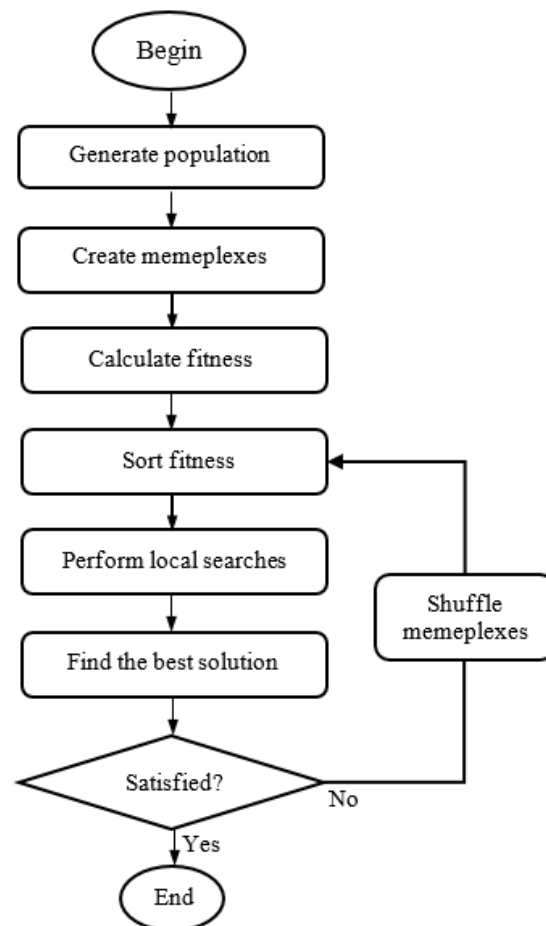 Begin
Generate population
Create memeplexes
Calculate fitness
Sort fitness
Perform local searches
Shuffle
memeplexes
Find the best solution
Satisfied?
No
Yes
End